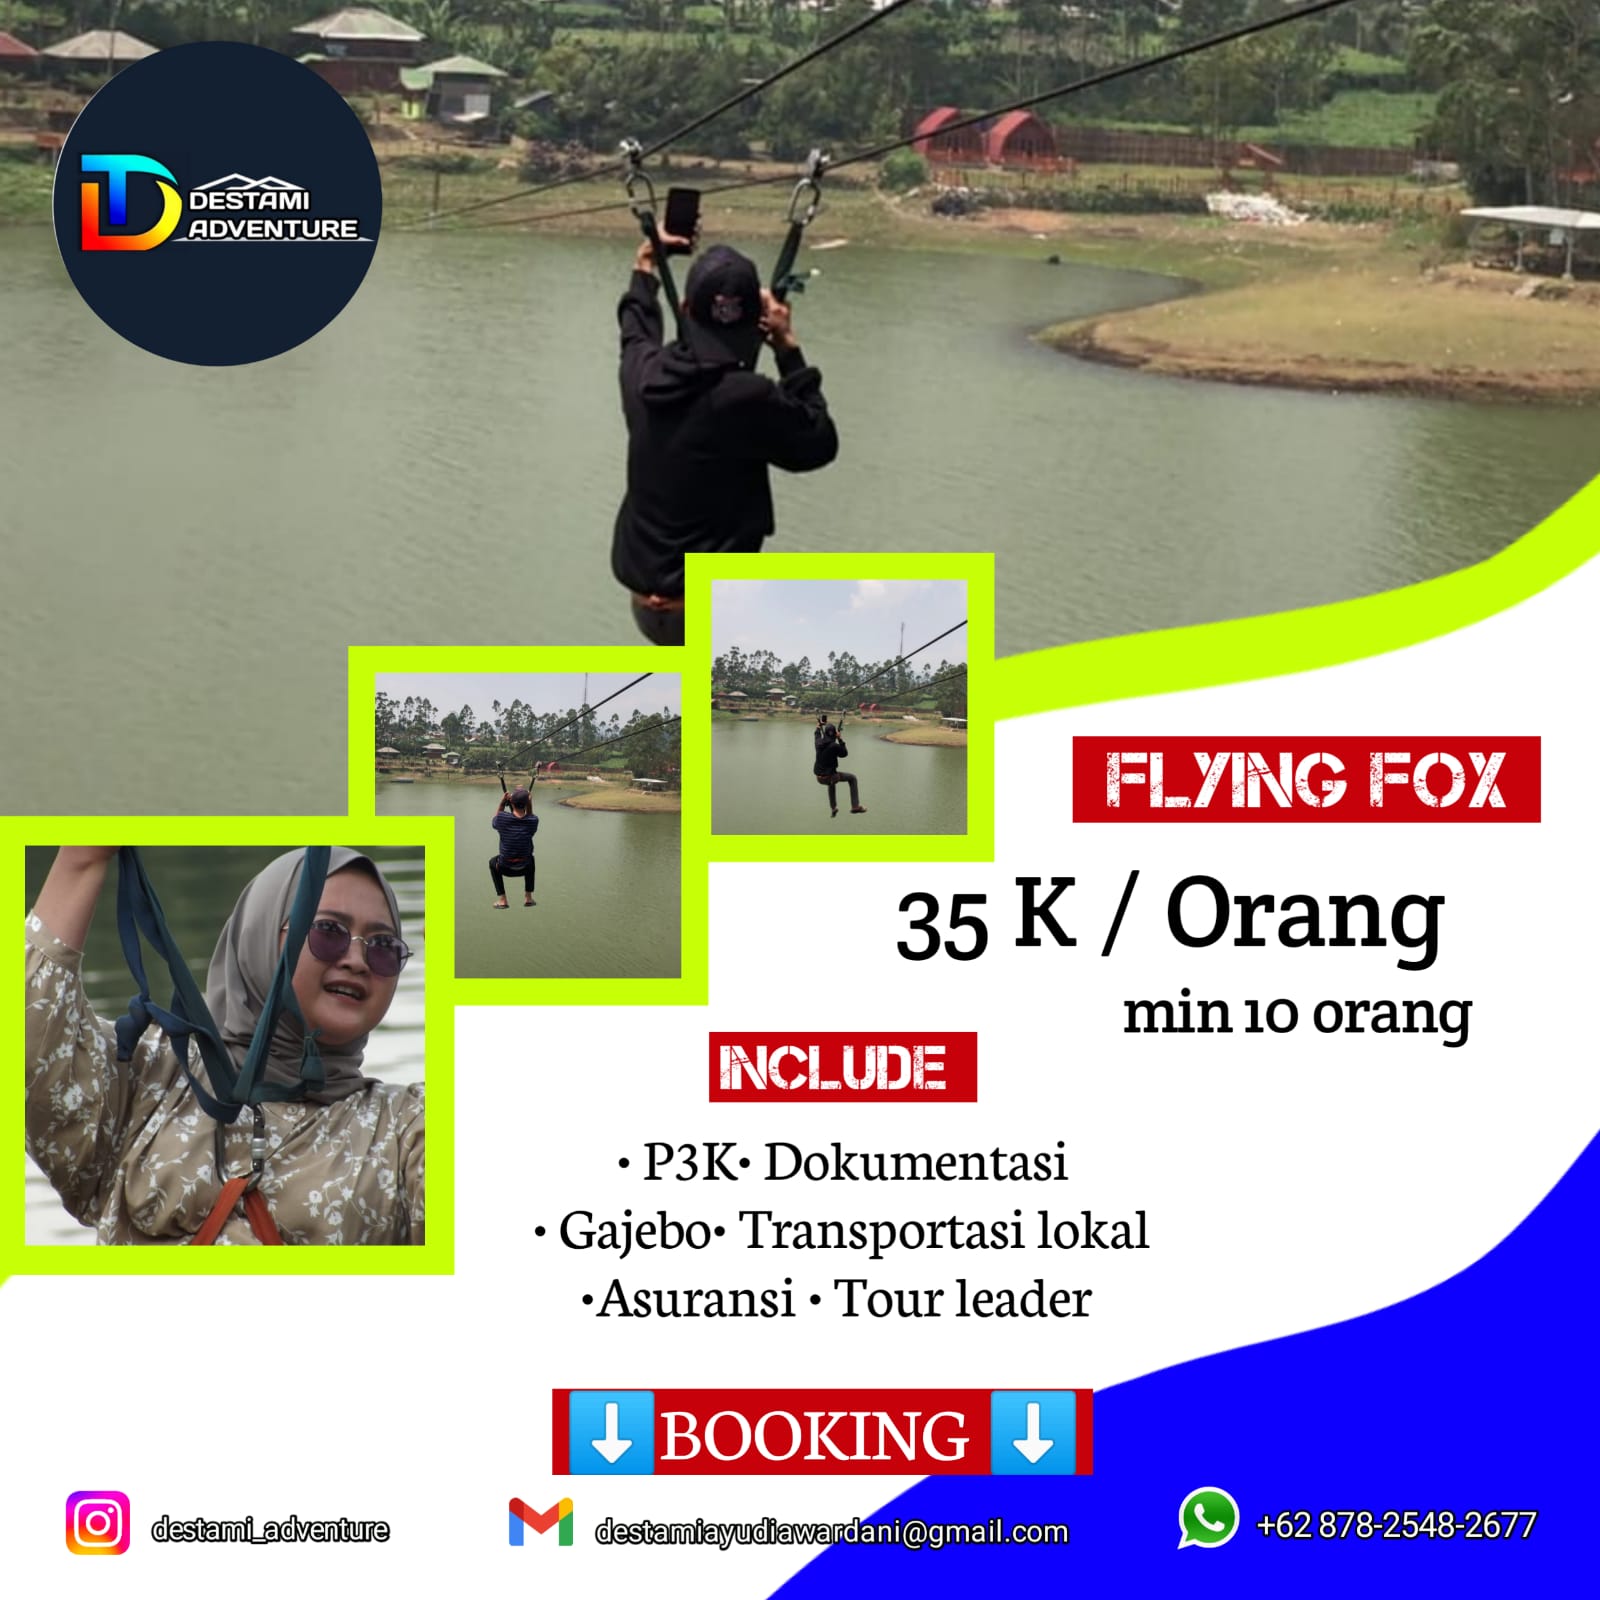 DESTAMI
ADVENTURE
FLYING FOX
35 K / Orang
min 10 orang
INCLUDE
• P3K• Dokumentasi
• Gajebo• Transportasi lokal
•Asuransi • Tour leader
⬇️BOOKING ⬇️
destami_adventure
destamiayudiawardani@gmail.com
+62 878-2548-2677